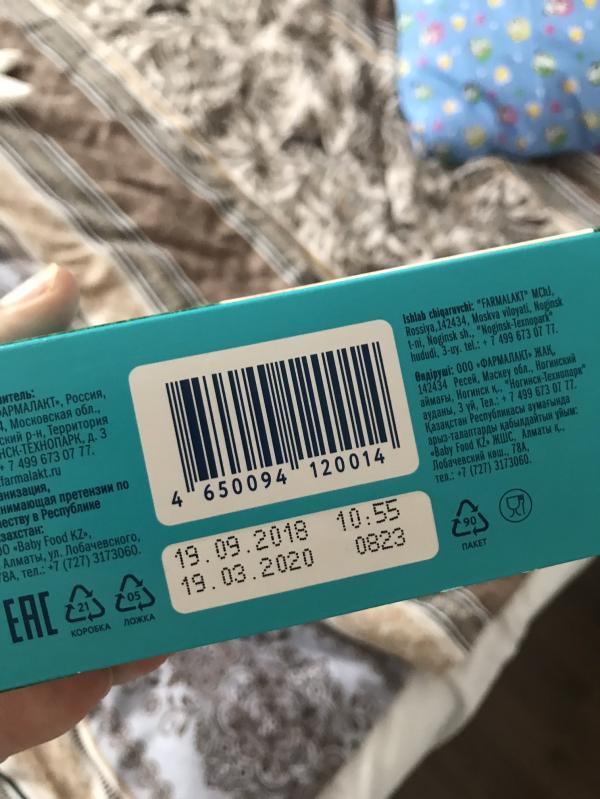 "ФАРМАЛАКТ", Россия,
Московская обл.,
р-н, Территория
д. 3
+ 7 499 673 07 77.
farmalakt.ru
претензии по
в Республике
«Baby Food KZ»,
Алматы, ул. Лобачевского,
78А, тел.: +7 (727) 3173060.
EAC
21
КОРОБКА
05
ЛОЖКА
4 650094 120014
19.09.2018 10:55
19.03.2020 0823
Ishlab chiqaruvchi: "FARMALAKT" MChJ,
Rossiya,142434, Moskva viloyati, Noginsk
t-ni, Noginsk sh., "Noginsk-Texnopark"
hududi, 3-uy. tel.: + 7 499 673 07 77.
Өндіруші: ООО «ФАРМАЛАКТ» ЖАҚ,
142434 Ресей, Маскеу обл., Ногинский
аймағы, Ногинск қ., "Ногинск-Технопарк"
ауданы, 3 үй, Тел.: + 7 499 673 07 77.
Қазақстан Республикасы аумағында
арыз-талаптарды қабылдайтын ұйым:
«Baby Food KZ» ЖШС, Алматы қ.,
Лобачевский көш., 78А,
тел.: +7 (727) 3173060.
90
ПАКЕТ